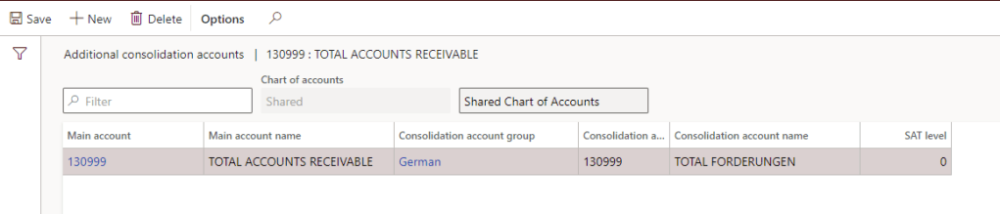 Save New Delete Options
Additional consolidation accounts | 130999 : TOTAL ACCOUNTS RECEIVABLE
Chart of accounts
Filter Shared Shared Chart of Accounts
Main account Main account name Consolidation account group Consolidation a... Consolidation account name SAT level
130999 TOTAL ACCOUNTS RECEIVABLE German 130999 TOTAL FORDERUNGEN 0